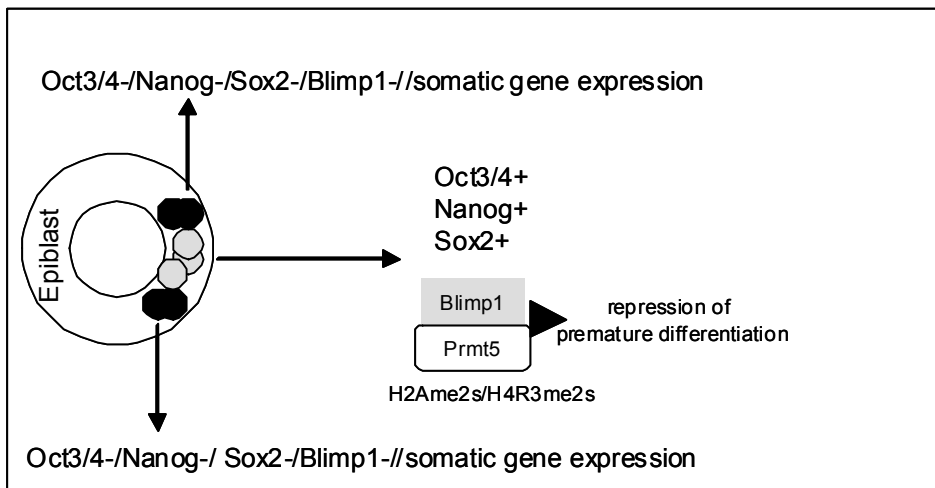 Oct3/4-/Nanog-/Sox2-/Blimp1-//somatic gene expression
Epiblast
Oct3/4+
Nanog+
Sox2+
Blimp1
Prmt5
repression of
premature differentiation
H2Ame2s/H4R3me2s
Oct3/4-/Nanog-/ Sox2-/Blimp1-//somatic gene expression